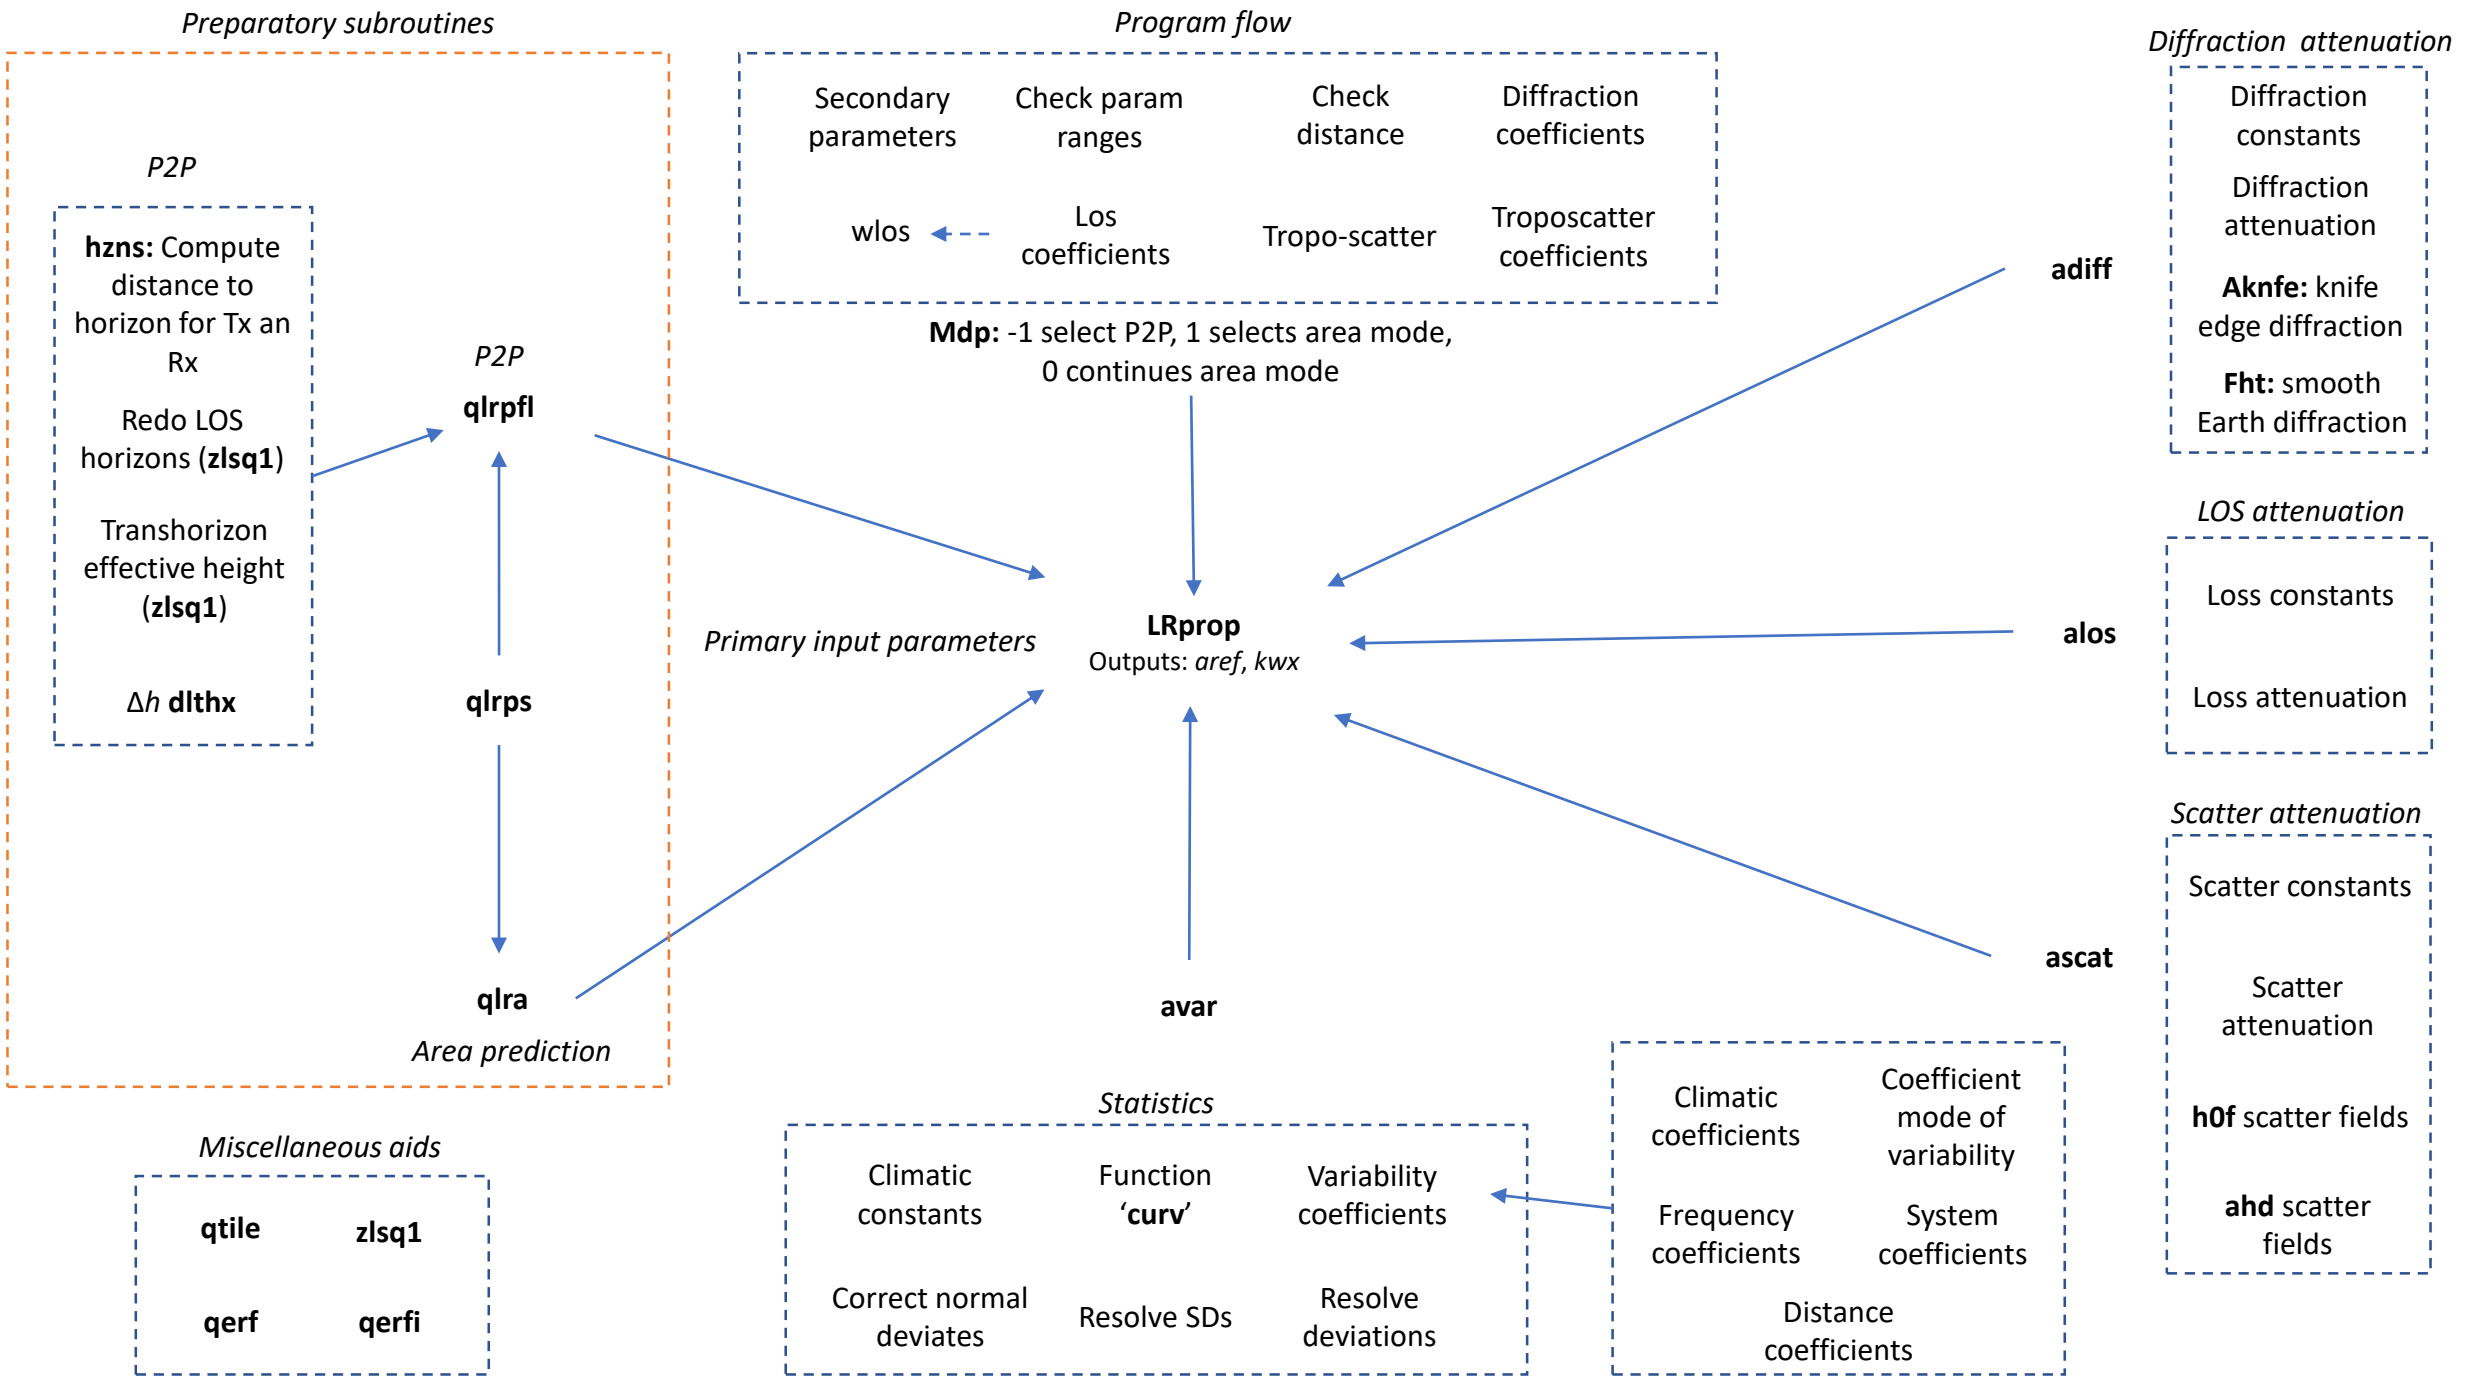 Preparatory subroutines
P2P
hzns: Compute
distance to
horizon for Tx an
Rx
Redo LOS
horizons (zlsq1)
Transhorizon
effective height
(zlsq1)
Δh dlthx
P2P
qlrpfl
qlrps
qlra
Area prediction
Miscellaneous aids
qtile
zlsq1
qerf
qerfi
Program flow
Secondary
parameters
Check param
ranges
Check
distance
Diffraction
coefficients
wlos
Los
coefficients
Tropo-scatter
Troposcatter
coefficients
Mdp: -1 select P2P, 1 selects area mode,
0 continues area mode
Primary input parameters
LRprop
Outputs: aref, kwx
avar
Statistics
Climatic
constants
Function
‘curv’
Variability
coefficients
Correct normal
deviates
Resolve SDs
Resolve
deviations
Climatic
coefficients
Coefficient
mode of
variability
Frequency
coefficients
System
coefficients
Distance
coefficients
Diffraction attenuation
adiff
Diffraction
constants
Diffraction
attenuation
Aknfe: knife
edge diffraction
Fht: smooth
Earth diffraction
LOS attenuation
alos
Loss constants
Loss attenuation
Scatter attenuation
ascat
Scatter constants
Scatter
attenuation
h0f scatter fields
ahd scatter
fields